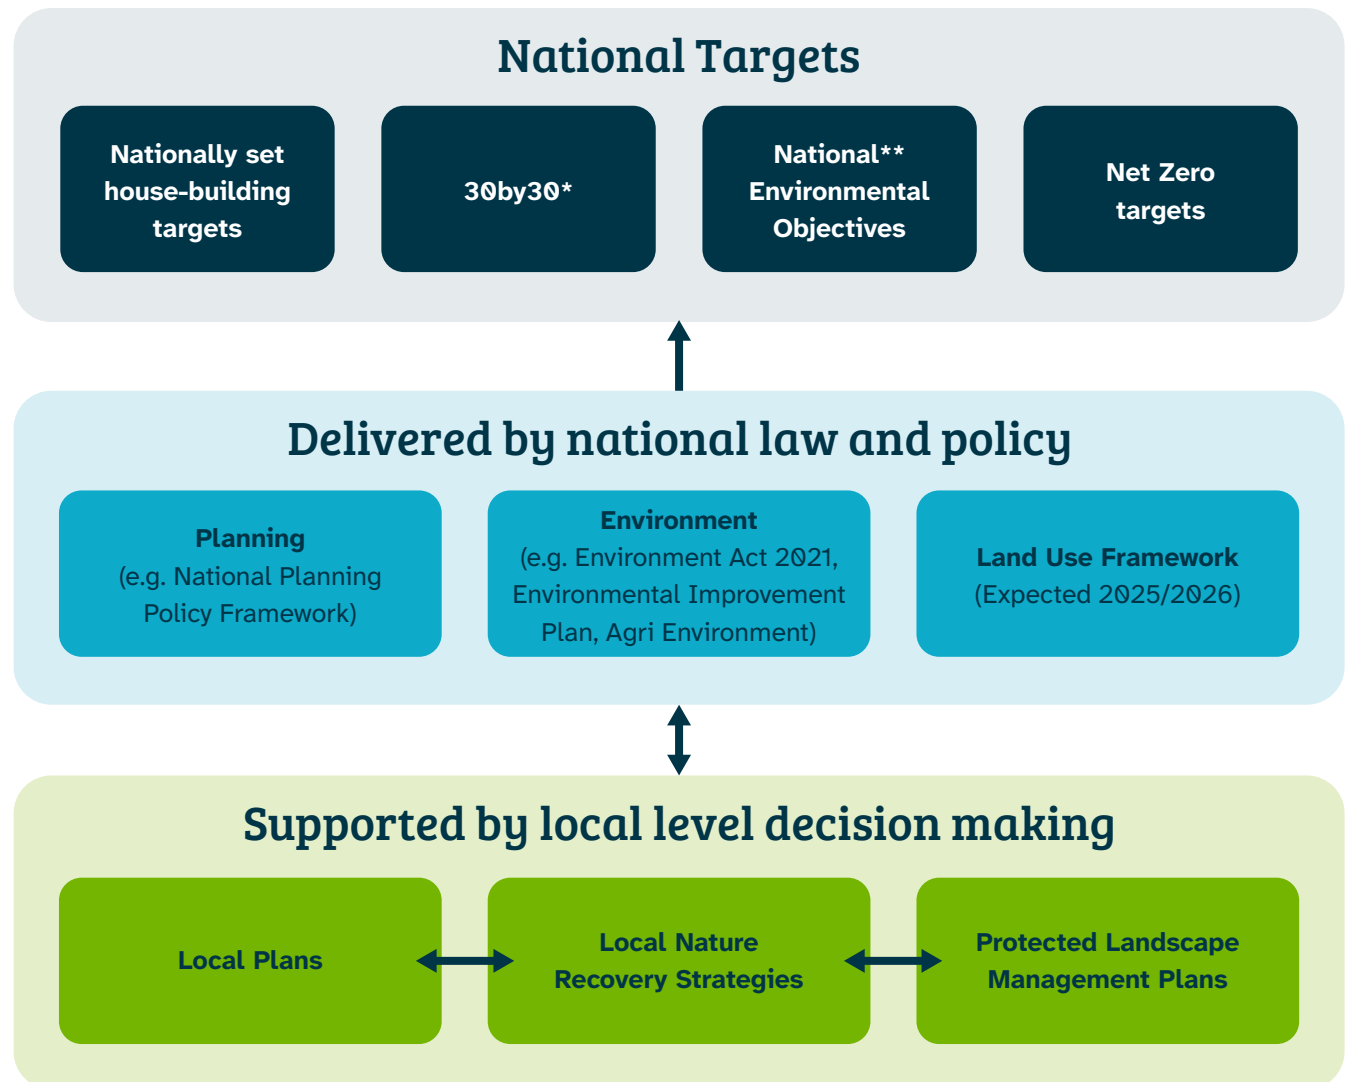 National Targets
Nationally set
house-building
targets
30by30*
National**
Environmental
Objectives
Net Zero
targets
Delivered by national law and policy
Planning
(e.g. National Planning
Policy Framework)
Environment
(e.g. Environment Act 2021,
Environmental Improvement
Plan, Agri Environment)
Land Use Framework
(Expected 2025/2026)
Supported by local level decision making
Local Plans
Local Nature
Recovery Strategies
Protected Landscape
Management Plans